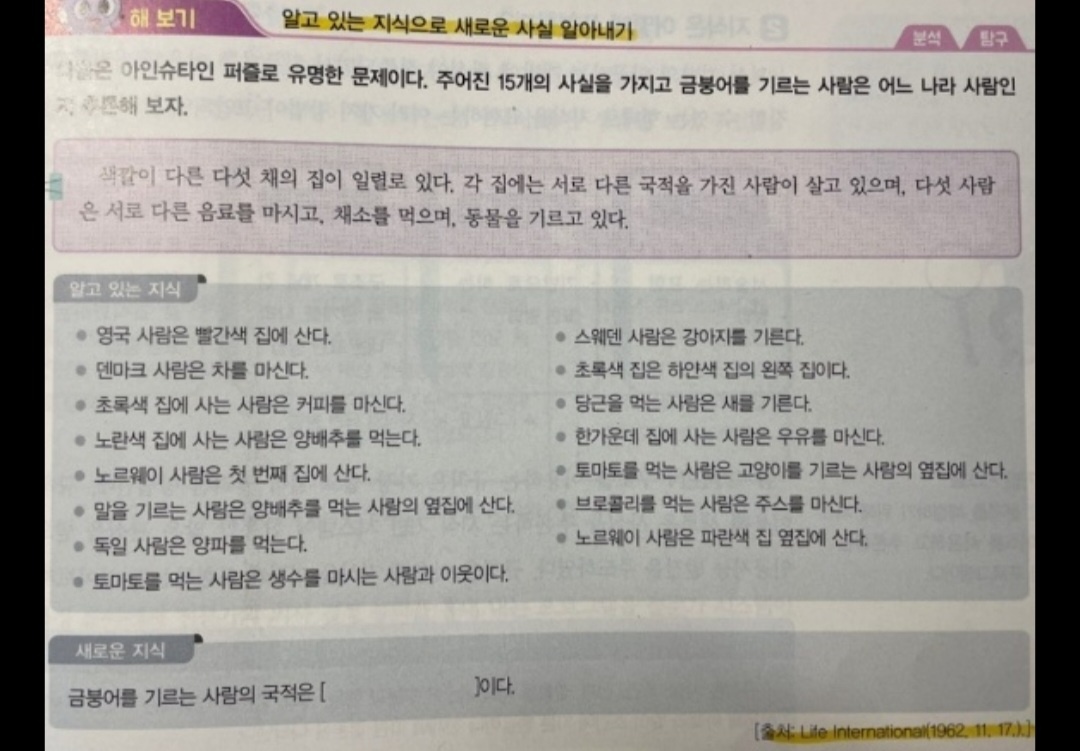 해 보기
알고 있는 지식으로 새로운 사실 알아내기
분석 탐구
다음은 아인슈타인 퍼즐로 유명한 문제이다. 주어진 15개의 사실을 가지고 금붕어를 기르는 사람은 어느 나라 사람인
지 추론해 보자.
색깔이 다른 다섯 채의 집이 일렬로 있다. 각 집에는 서로 다른 국적을 가진 사람이 살고 있으며, 다섯 사람
은 서로 다른 음료를 마시고, 채소를 먹으며, 동물을 기르고 있다.
알고 있는 지식
● 영국 사람은 빨간색 집에 산다.
● 덴마크 사람은 차를 마신다.
● 초록색 집에 사는 사람은 커피를 마신다.
● 노란색 집에 사는 사람은 양배추를 먹는다.
● 노르웨이 사람은 첫 번째 집에 산다.
● 말을 기르는 사람은 양배추를 먹는 사람의 옆집에 산다.
● 독일 사람은 양파를 먹는다.
● 토마토를 먹는 사람은 생수를 마시는 사람과 이웃이다.
● 스웨덴 사람은 강아지를 기른다.
● 초록색 집은 하얀색 집의 왼쪽 집이다.
● 당근을 먹는 사람은 새를 기른다.
● 한가운데 집에 사는 사람은 우유를 마신다.
● 토마토를 먹는 사람은 고양이를 기르는 사람의 옆집에 산다.
● 브로콜리를 먹는 사람은 주스를 마신다.
● 노르웨이 사람은 파란색 집 옆집에 산다.
새로운 지식
금붕어를 기르는 사람의 국적은 [ ]이다.
[출처: Life International(1962. 11. 17.).]